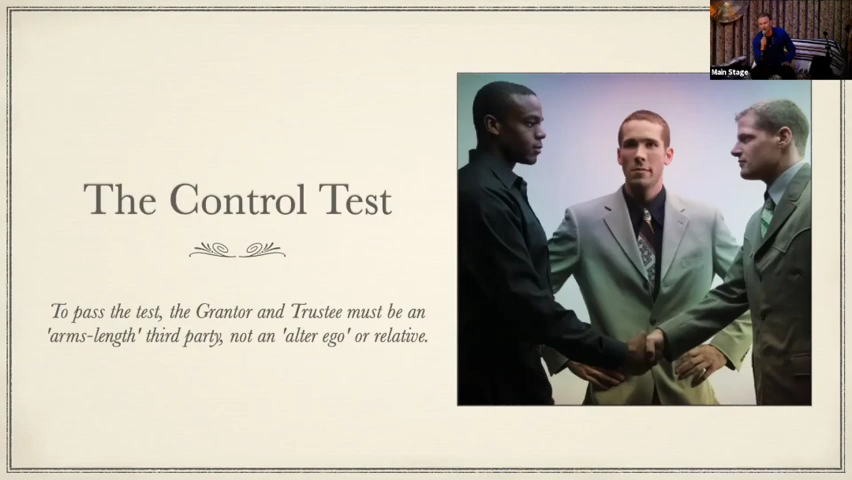 Main Stage
The Control Test
To pass the test, the Grantor and Trustee must be an
'arms-length' third party, not an 'alter ego' or relative.